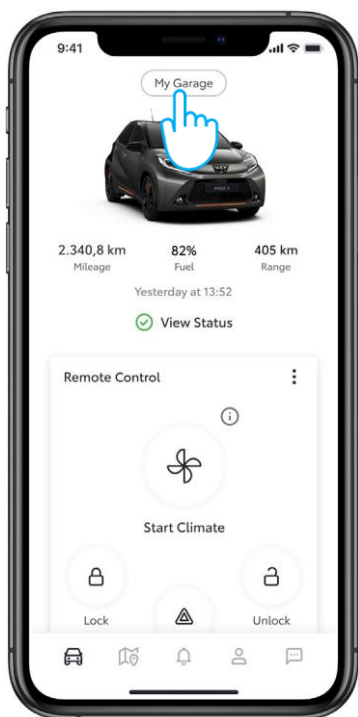 9:41
My Garage
2.340,8 km 82% 405 km
Mileage Fuel Range
Yesterday at 13:52
View Status
Remote Control
Start Climate
Lock Unlock